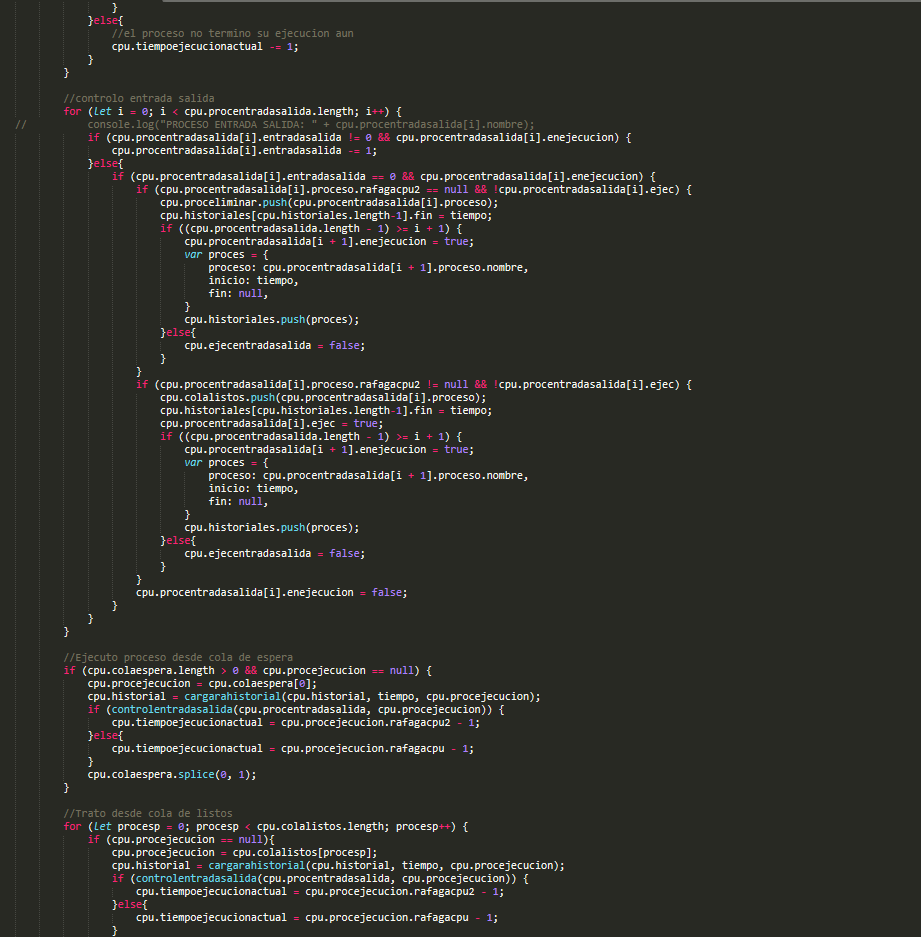 }
}else{
//el proceso no termino su ejecucion aun
cpu.tiempoejecucionactual -= 1;
}
}
//controlo entrada salida
for (let i = 0; i < cpu.procentradasalida.length; i++) {
// console.log("PROCESO ENTRADA SALIDA: " + cpu.procentradasalida[i].nombre);
if (cpu.procentradasalida[i].entradasalida != 0 && cpu.procentradasalida[i].enejecucion) {
cpu.procentradasalida[i].entradasalida -= 1;
}else{
if (cpu.procentradasalida[i].entradasalida == 0 && cpu.procentradasalida[i].enejecucion) {
if (cpu.procentradasalida[i].proceso.rafagacpu2 == null && !cpu.procentradasalida[i].ejec) {
cpu.proceliminar.push(cpu.procentradasalida[i].proceso);
cpu.historiales[cpu.historiales.length-1].fin = tiempo;
if ((cpu.procentradasalida.length - 1) >= i + 1) {
cpu.procentradasalida[i + 1].enejecucion = true;
var proces = {
proceso: cpu.procentradasalida[i + 1].proceso.nombre,
inicio: tiempo,
fin: null,
}
cpu.historiales.push(proces);
}else{
cpu.ejecentradasalida = false;
}
}
if (cpu.procentradasalida[i].proceso.rafagacpu2 != null && !cpu.procentradasalida[i].ejec) {
cpu.colalistos.push(cpu.procentradasalida[i].proceso);
cpu.historiales[cpu.historiales.length-1].fin = tiempo;
cpu.procentradasalida[i].ejec = true;
if ((cpu.procentradasalida.length - 1) >= i + 1) {
cpu.procentradasalida[i + 1].enejecucion = true;
var proces = {
proceso: cpu.procentradasalida[i + 1].proceso.nombre,
inicio: tiempo,
fin: null,
}
cpu.historiales.push(proces);
}else{
cpu.ejecentradasalida = false;
}
}
cpu.procentradasalida[i].enejecucion = false;
}
}
}
//Ejecuto proceso desde cola de espera
if (cpu.colaespera.length > 0 && cpu.procejecucion == null) {
cpu.procejecucion = cpu.colaespera[0];
cpu.historial = cargarahistorial(cpu.historial, tiempo, cpu.procejecucion);
if (controlentradasalida(cpu.procentradasalida, cpu.procejecucion)) {
cpu.tiempoejecucionactual = cpu.procejecucion.rafagacpu2 - 1;
}else{
cpu.tiempoejecucionactual = cpu.procejecucion.rafagacpu - 1;
}
cpu.colaespera.splice(0, 1);
}
//Trato desde cola de listos
for (let procesp = 0; procesp < cpu.colalistos.length; procesp++) {
if (cpu.procejecucion == null){
cpu.procejecucion = cpu.colalistos[procesp];
cpu.historial = cargarahistorial(cpu.historial, tiempo, cpu.procejecucion);
if (controlentradasalida(cpu.procentradasalida, cpu.procejecucion)) {
cpu.tiempoejecucionactual = cpu.procejecucion.rafagacpu2 - 1;
}else{
cpu.tiempoejecucionactual = cpu.procejecucion.rafagacpu - 1;
}